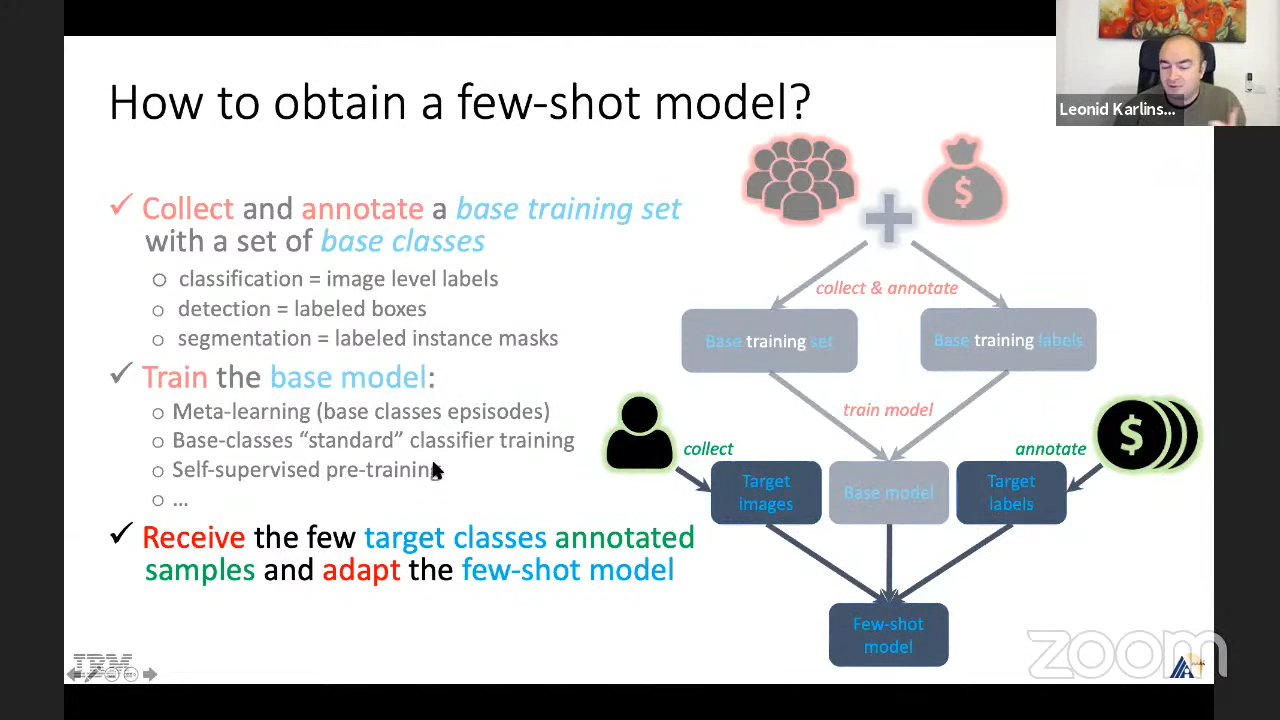 Leonid Karlins...
How to obtain a few-shot model?
✓ Collect and annotate a base training set
with a set of base classes
o classification = image level labels
o detection = labeled boxes
o segmentation = labeled instance masks
✓ Train the base model:
o Meta-learning (base classes epsisodes)
o Base-classes “standard” classifier training
o Self-supervised pre-training
o ...
✓ Receive the few target classes annotated
samples and adapt the few-shot model
$
collect & annotate
Base training set
Base training labels
train model
collect
annotate
$
Target
images
Base model
Target
labels
Few-shot
model
IBM
zoom